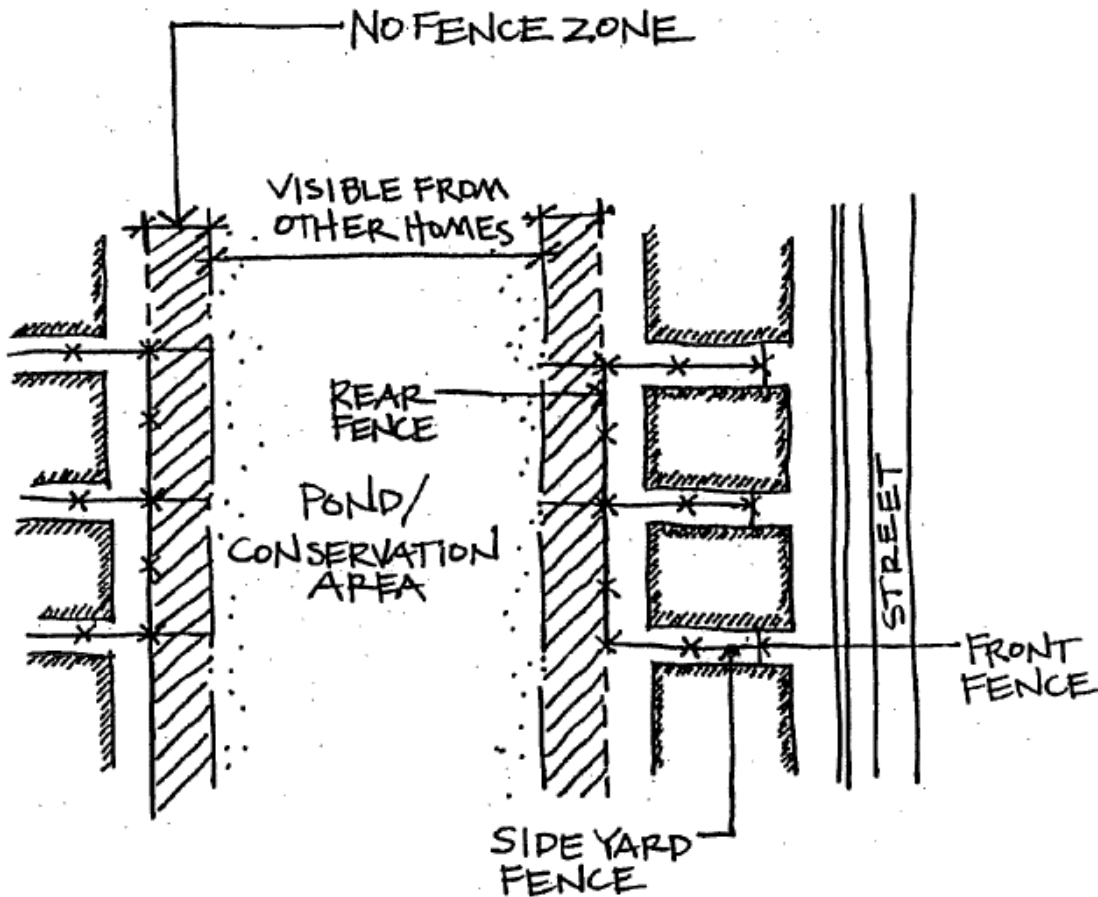 NO FENCE ZONE
VISIBLE FROM
OTHER HOMES
REAR
FENCE
POND/
CONSERVATION
AREA
STREET
FRONT
FENCE
SIDE YARD
FENCE